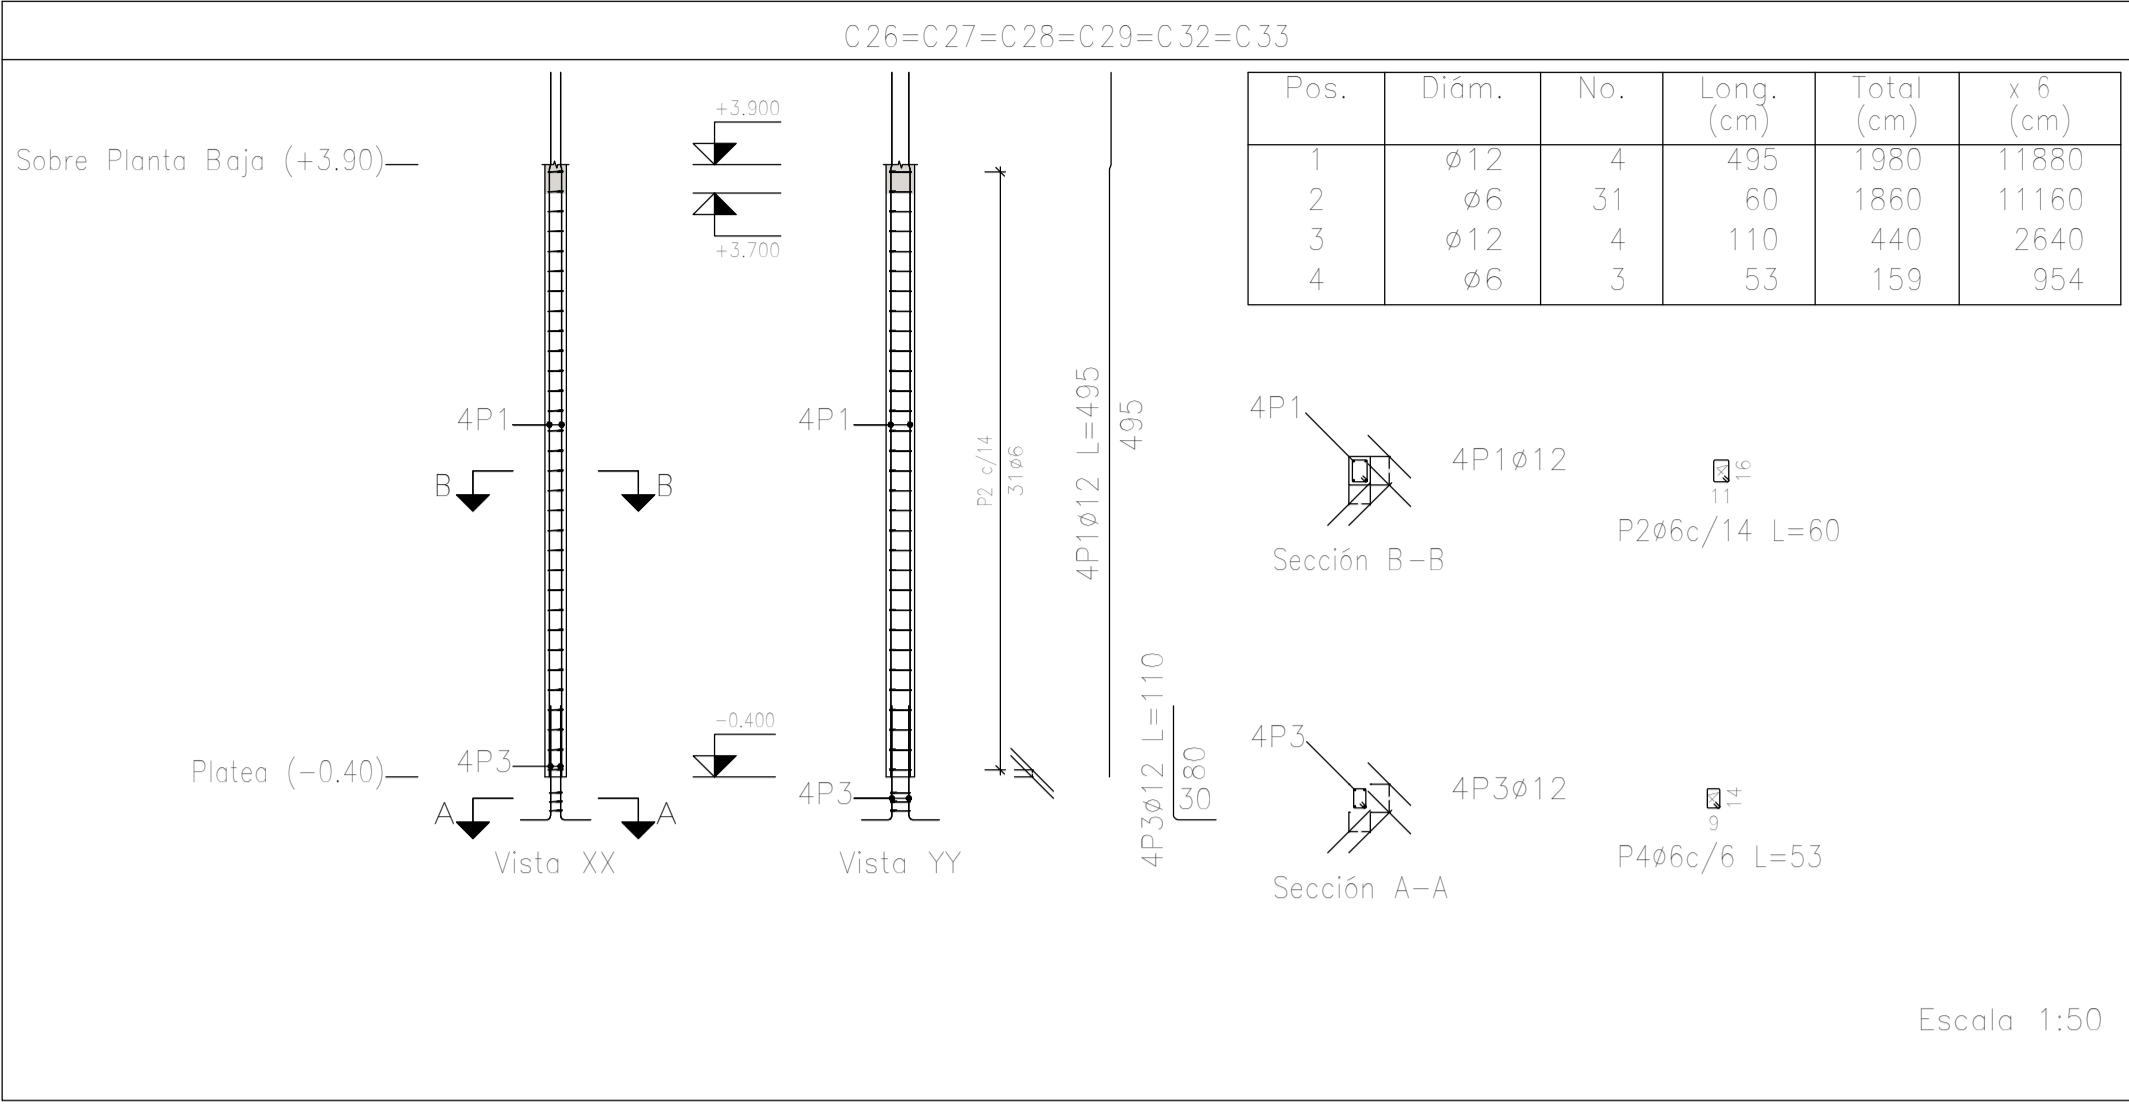 C26=C27=C28=C29=C32=C33
Sobre Planta Baja (+3.90)
+3.900
+3.700
4P1
4P1
B
B
Platea (-0.40)
-0.400
4P3
4P3
A
A
Vista XX
Vista YY
P2 c/14
31ø6
4P1ø12 L=495
495
4P3ø12 L=110
80
30
Pos. Diám. No. Long. (cm) Total (cm) x 6 (cm)
1 ø12 4 495 1980 11880
2 ø6 31 60 1860 11160
3 ø12 4 110 440 2640
4 ø6 3 53 159 954
4P1
4P1ø12
Sección B-B
11
16
P2ø6c/14 L=60
4P3
4P3ø12
Sección A-A
9
14
P4ø6c/6 L=53
Escala 1:50